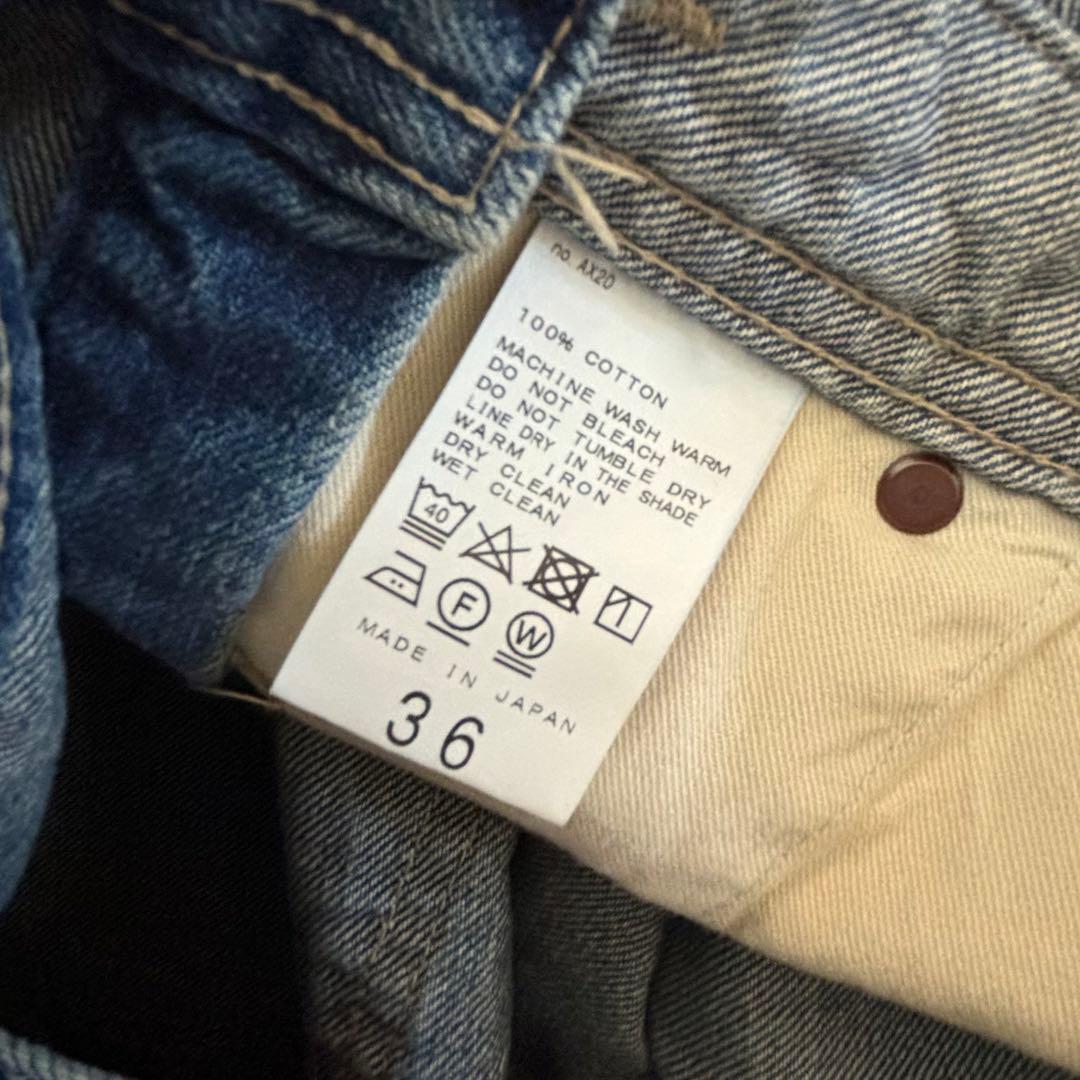 no. AX20
100% COTTON
MACHINE WASH WARM
DO NOT BLEACH
DO NOT TUMBLE DRY
LINE DRY IN THE SHADE
WARM IRON
DRY CLEAN
WET CLEAN
40
F W
MADE IN JAPAN
36